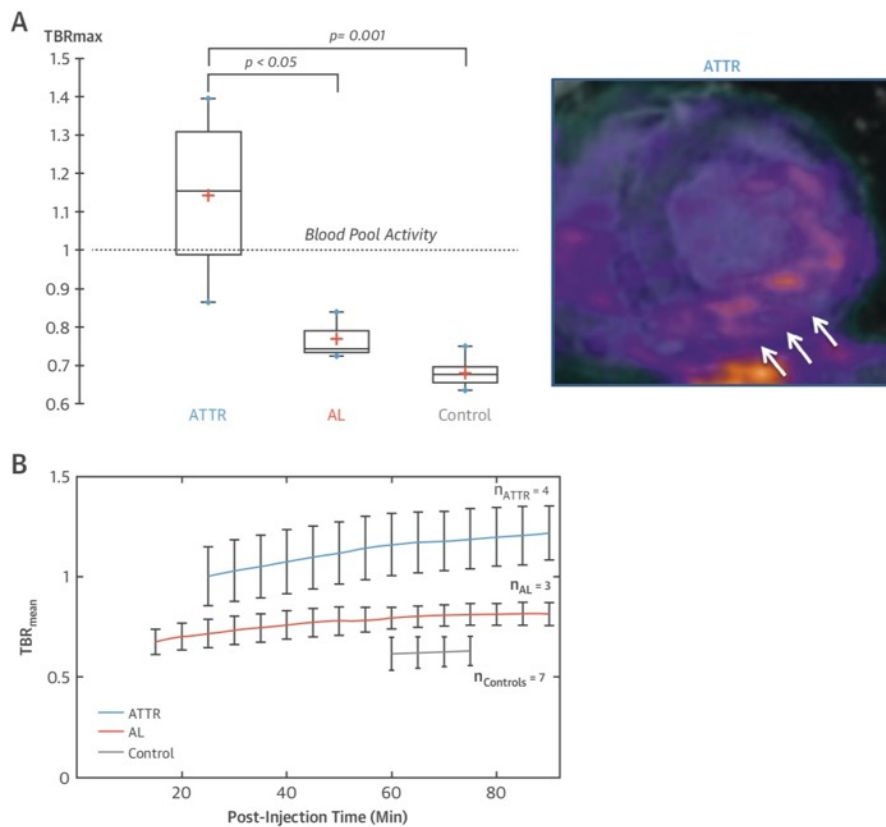 A
TBRmax
p= 0.001
p < 0.05
1.5
1.4
1.3
1.2
1.1
1
0.9
0.8
0.7
0.6
Blood Pool Activity
ATTR AL Control
ATTR
B
1.5
1
0.5
0
TBRmean
nATTR = 4
nAL = 3
nControls = 7
ATTR
AL
Control
20 40 60 80
Post-Injection Time (Min)